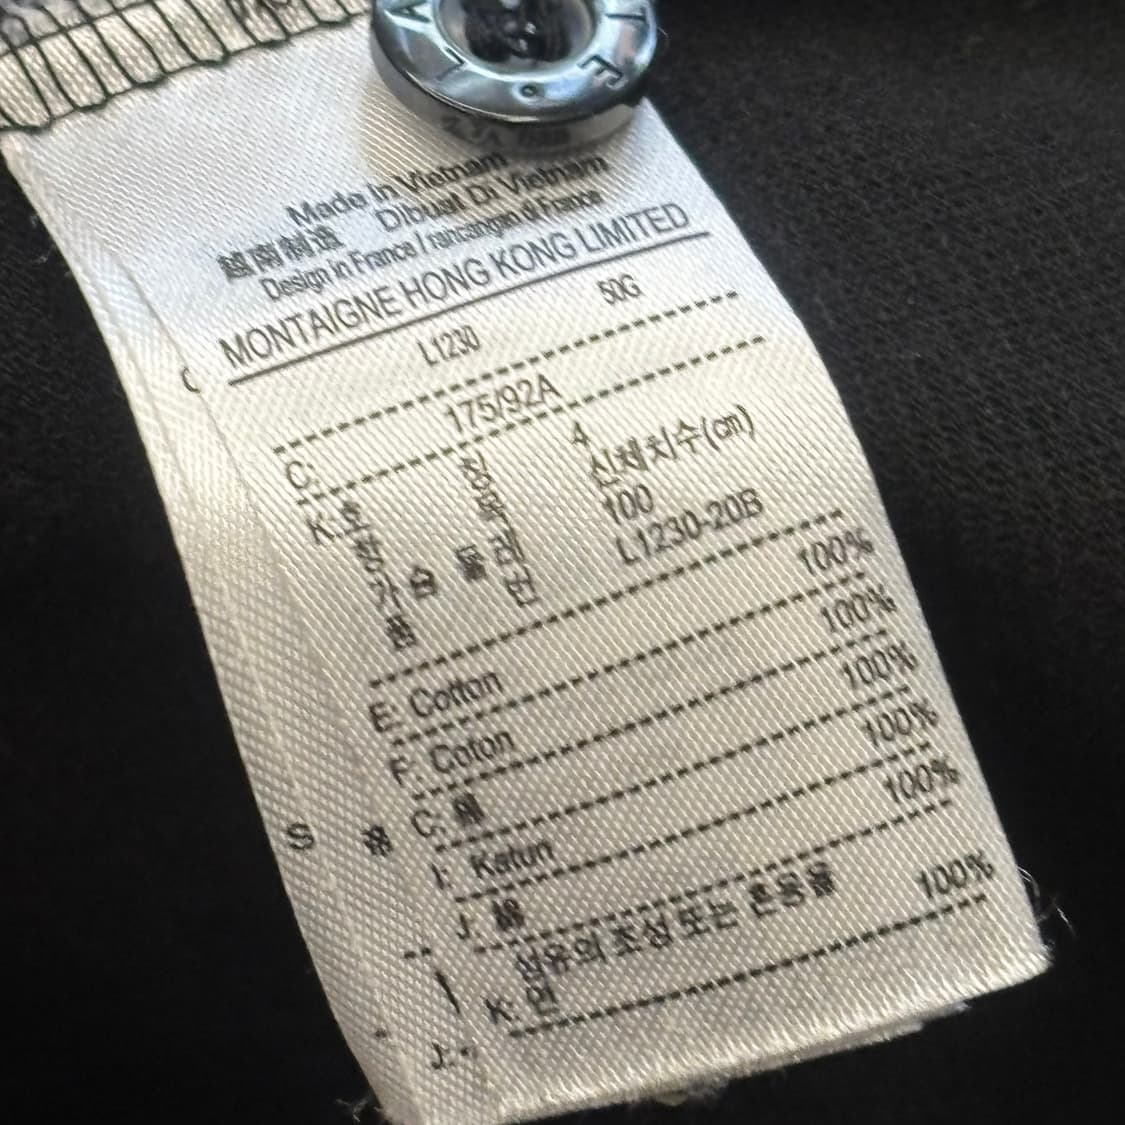 Made In Vietnam
越南制造 Dibuat Di Vietnam
Design in France / rancangan di France
MONTAIGNE HONG KONG LIMITED
L1230 50G
C: 175/92A
K: 4
신체치수(cm)
100
L1230-20B
E: Cotton 100%
F: Coton 100%
C: 棉 100%
I: Katun 100%
J: 綿 100%
섬유의 조성 또는 혼용율
K: 면 100%
S
J: